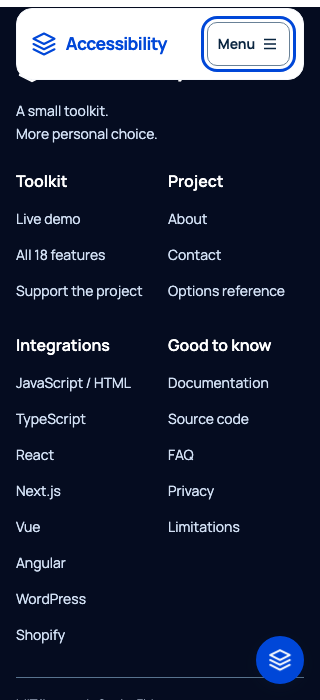 Accessibility
Menu
A small toolkit.
More personal choice.
Toolkit
Live demo
All 18 features
Support the project
Project
About
Contact
Options reference
Integrations
JavaScript / HTML
TypeScript
React
Next.js
Vue
Angular
WordPress
Shopify
Good to know
Documentation
Source code
FAQ
Privacy
Limitations